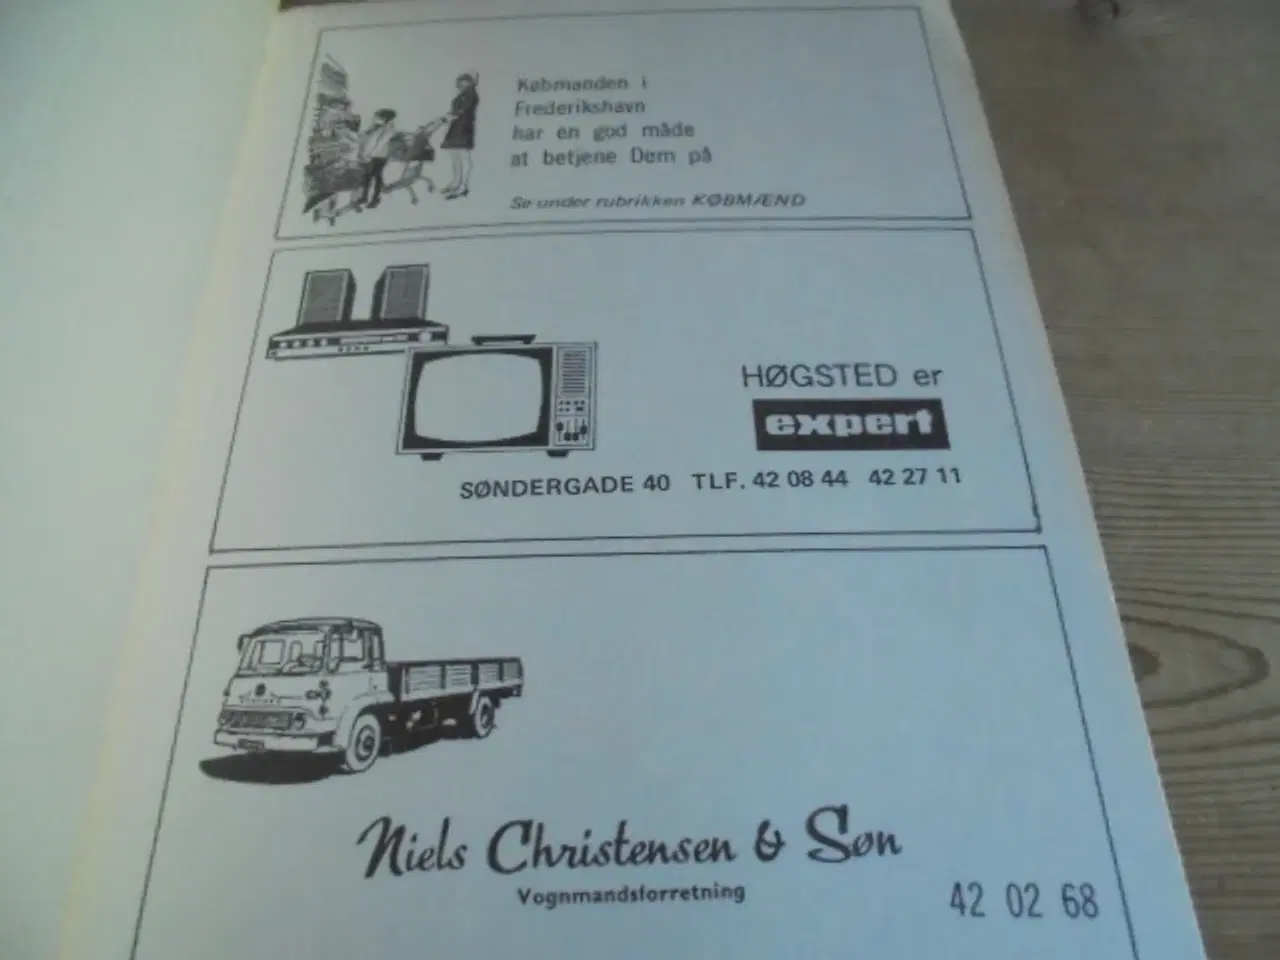 Købmanden i
Frederikshavn
har en god måde
at betjene Dem på
Se under rubrikken KØBMÆND
HØGSTED er
expert
SØNDERGADE 40 TLF. 42 08 44 42 27 11
Niels Christensen & Søn
Vognmandsforretning
42 02 68